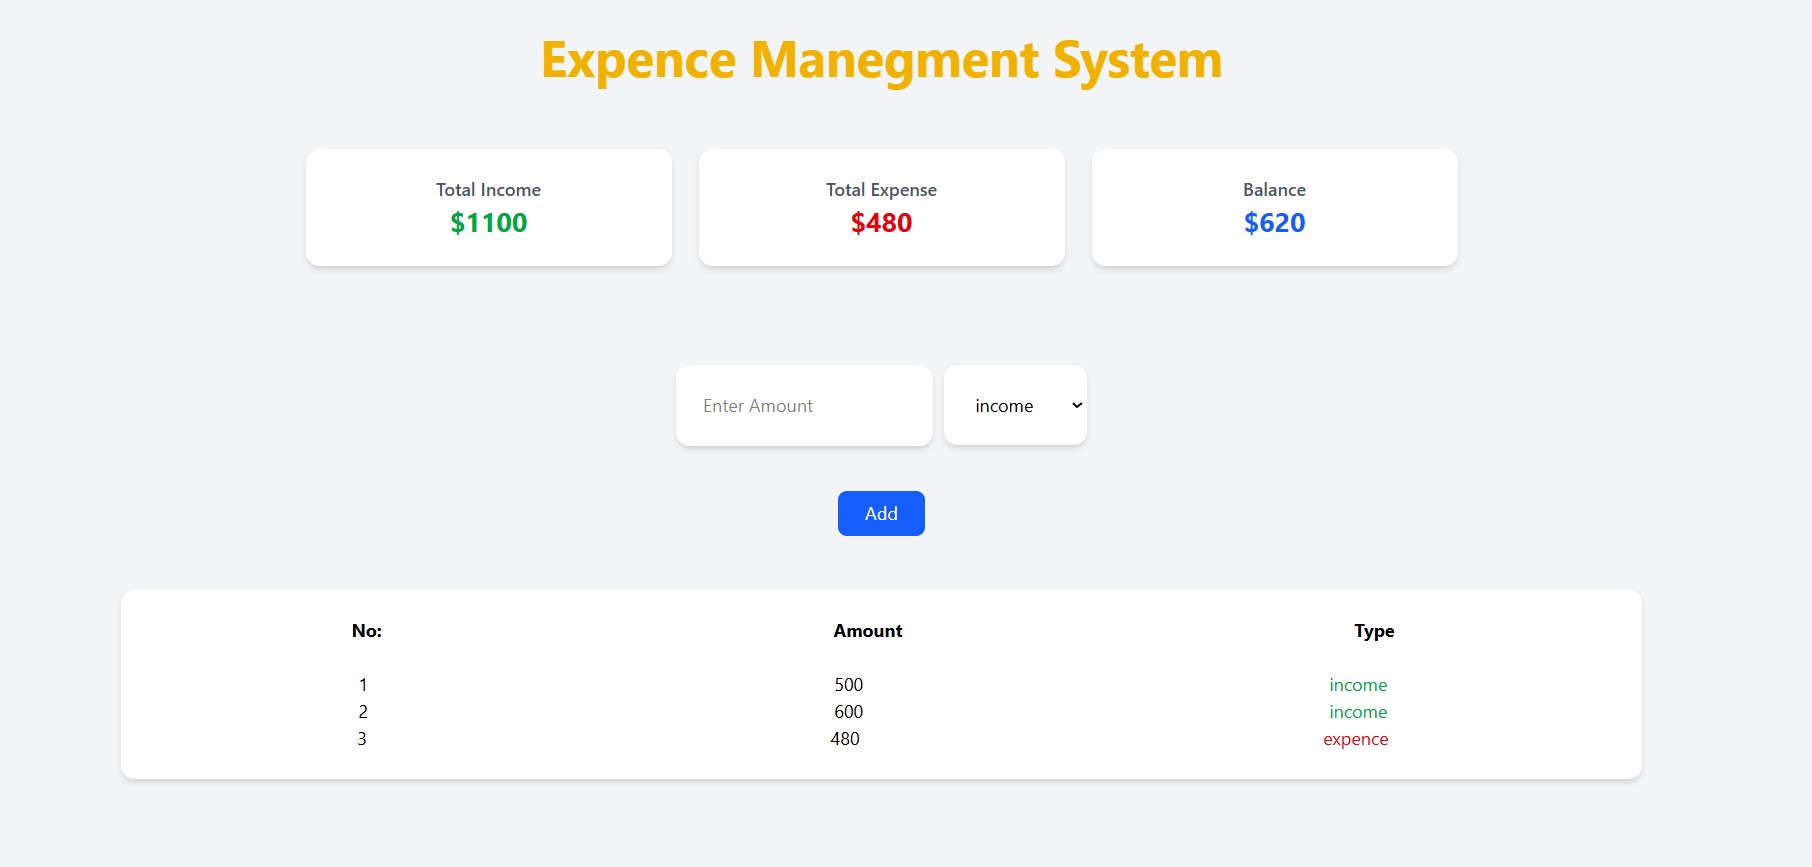 Expence Manegment System
Total Income Total Expense Balance
$1100 $480 $620
Enter Amount income
Add
No: Amount Type
1 500 income
2 600 income
3 480 expence